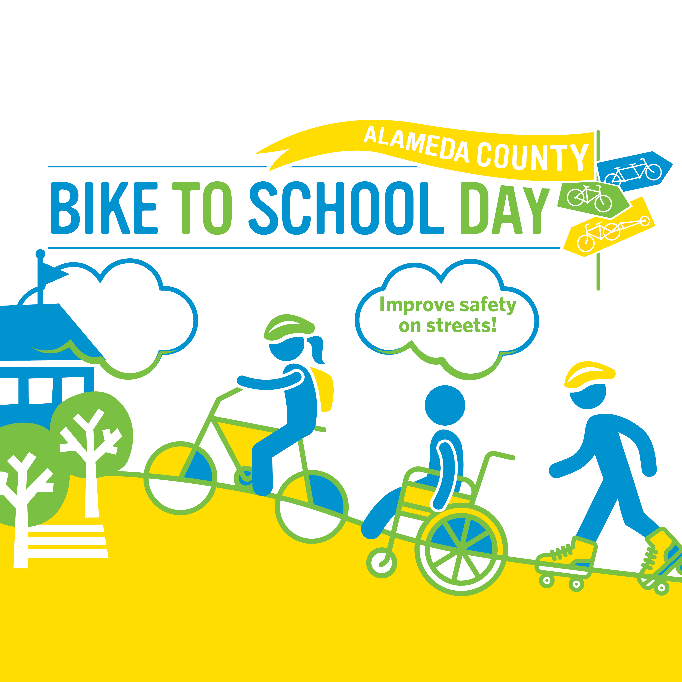 ALAMEDA COUNTY
BIKE TO SCHOOL DAY
Improve safety
on streets!